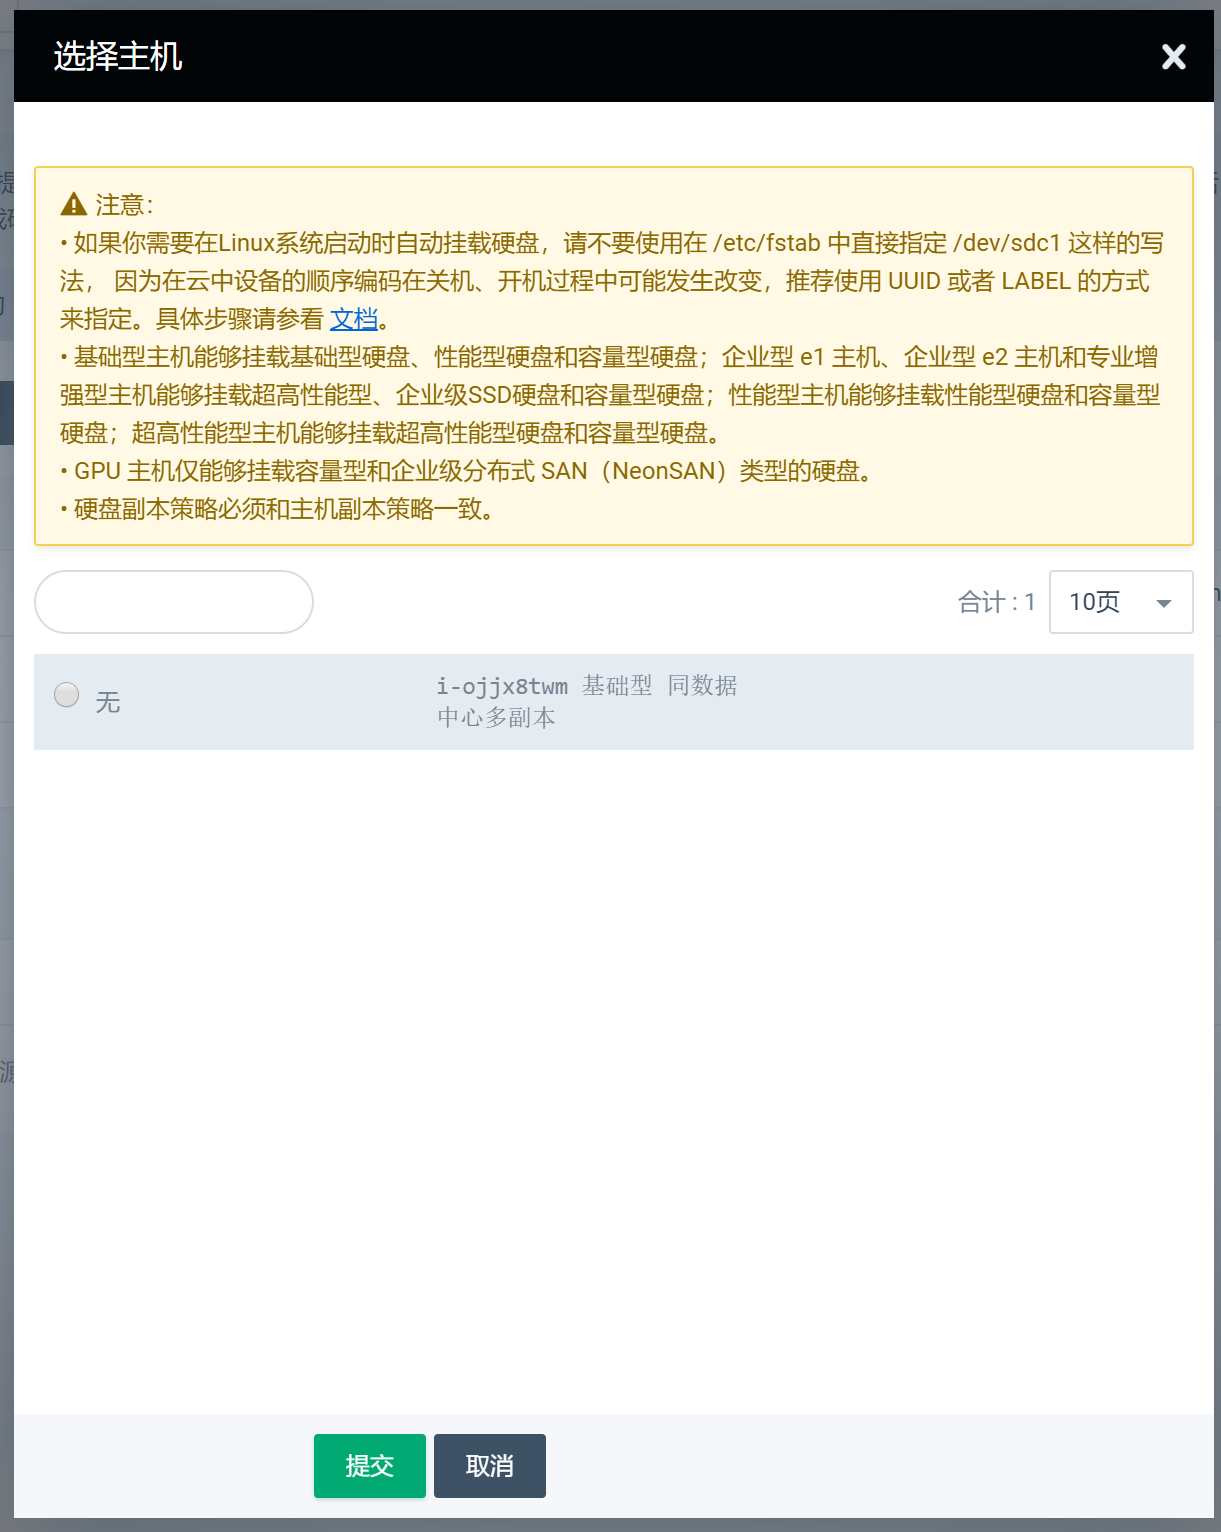 选择主机
注意：
• 如果你需要在Linux系统启动时自动挂载硬盘，请不要使用在 /etc/fstab 中直接指定 /dev/sdc1 这样的写
法， 因为在云中设备的顺序编码在关机、开机过程中可能发生改变，推荐使用 UUID 或者 LABEL 的方式
来指定。具体步骤请参看 文档。
• 基础型主机能够挂载基础型硬盘、性能型硬盘和容量型硬盘；企业型 e1 主机、企业型 e2 主机和专业增
强型主机能够挂载超高性能型、企业级SSD硬盘和容量型硬盘；性能型主机能够挂载性能型硬盘和容量型
硬盘；超高性能型主机能够挂载超高性能型硬盘和容量型硬盘。
• GPU 主机仅能够挂载容量型和企业级分布式 SAN（NeonSAN）类型的硬盘。
• 硬盘副本策略必须和主机副本策略一致。
合计 : 1 10页
无 i-ojjx8twm 基础型 同数据
中心多副本
源
提交 取消